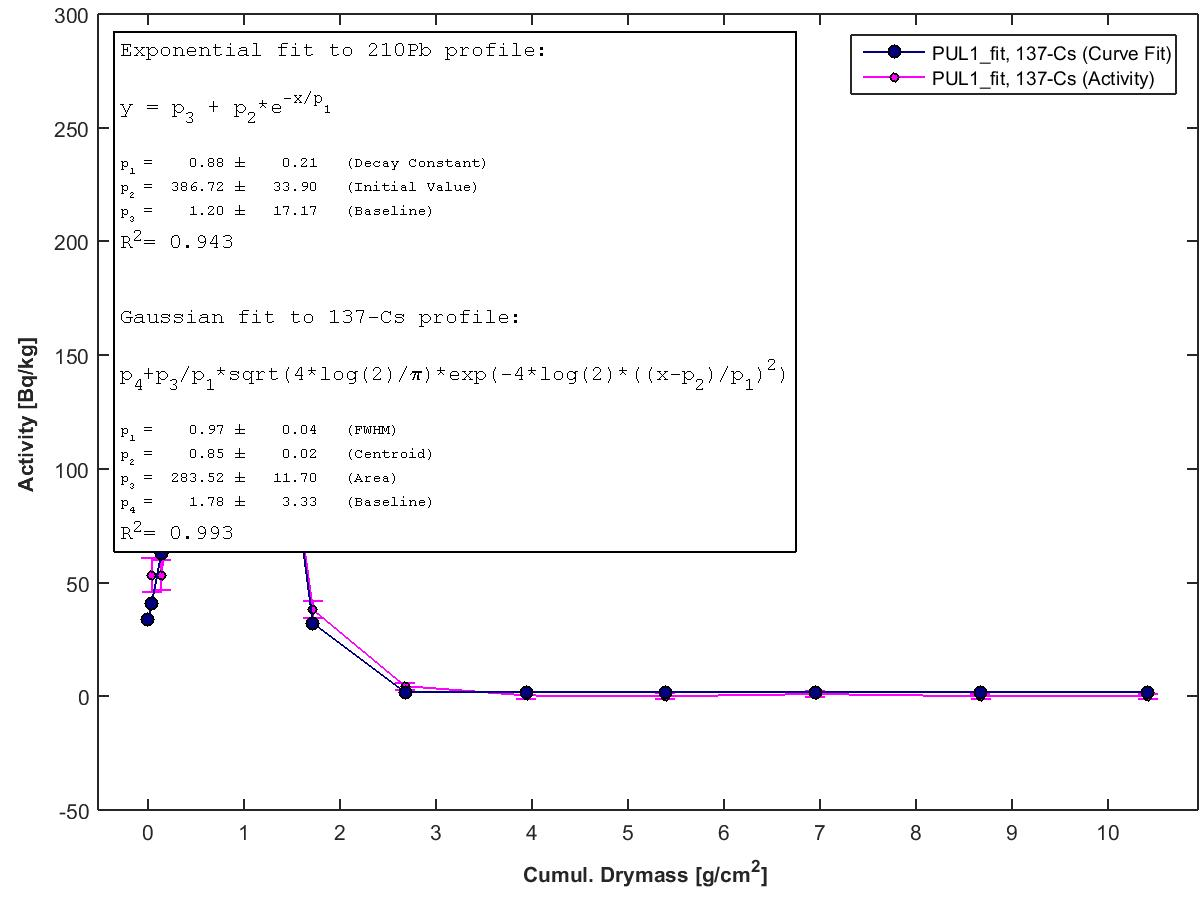 300
250
200
150
100
50
0
-50
Activity [Bq/kg]
Exponential fit to 210Pb profile:
y = p3 + p2*e^-x/p1
p1 = 0.88 ± 0.21 (Decay Constant)
p2 = 386.72 ± 33.90 (Initial Value)
p3 = 1.20 ± 17.17 (Baseline)
R²= 0.943
Gaussian fit to 137-Cs profile:
p4+p3/p1*sqrt(4*log(2)/π)*exp(-4*log(2)*((x-p2)/p1)²)
p1 = 0.97 ± 0.04 (FWHM)
p2 = 0.85 ± 0.02 (Centroid)
p3 = 283.52 ± 11.70 (Area)
p4 = 1.78 ± 3.33 (Baseline)
R²= 0.993
PUL1_fit, 137-Cs (Curve Fit)
PUL1_fit, 137-Cs (Activity)
0 1 2 3 4 5 6 7 8 9 10
Cumul. Drymass [g/cm²]